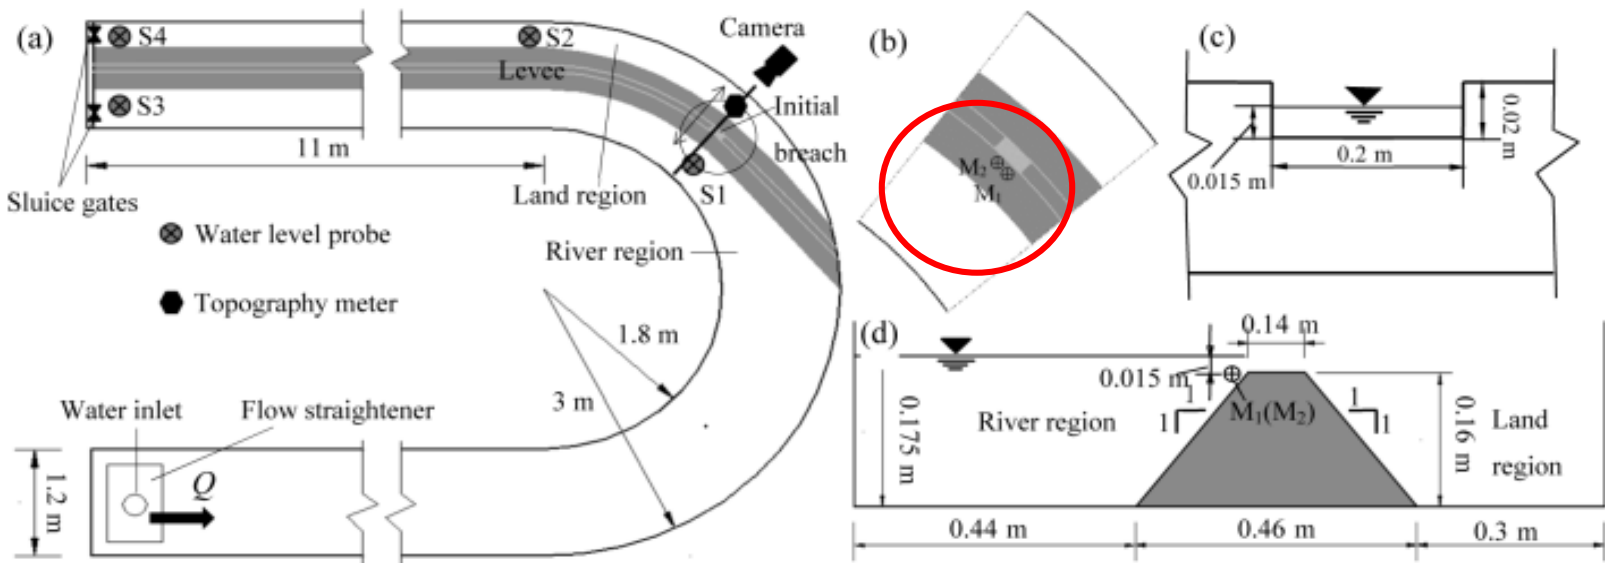 (a)
S4
S2
Camera
Levee
S3
Initial
breach
11 m
S1
Sluice gates
Land region
Water level probe
River region
Topography meter
1.8 m
3 m
Water inlet
Flow straightener
Q
1.2 m
(b)
M2
M1
(c)
0.02 m
0.2 m
0.015 m
(d)
0.14 m
0.015 m
M1(M2)
1
1
1
1
River region
0.175 m
0.16 m
Land
region
0.44 m
0.46 m
0.3 m